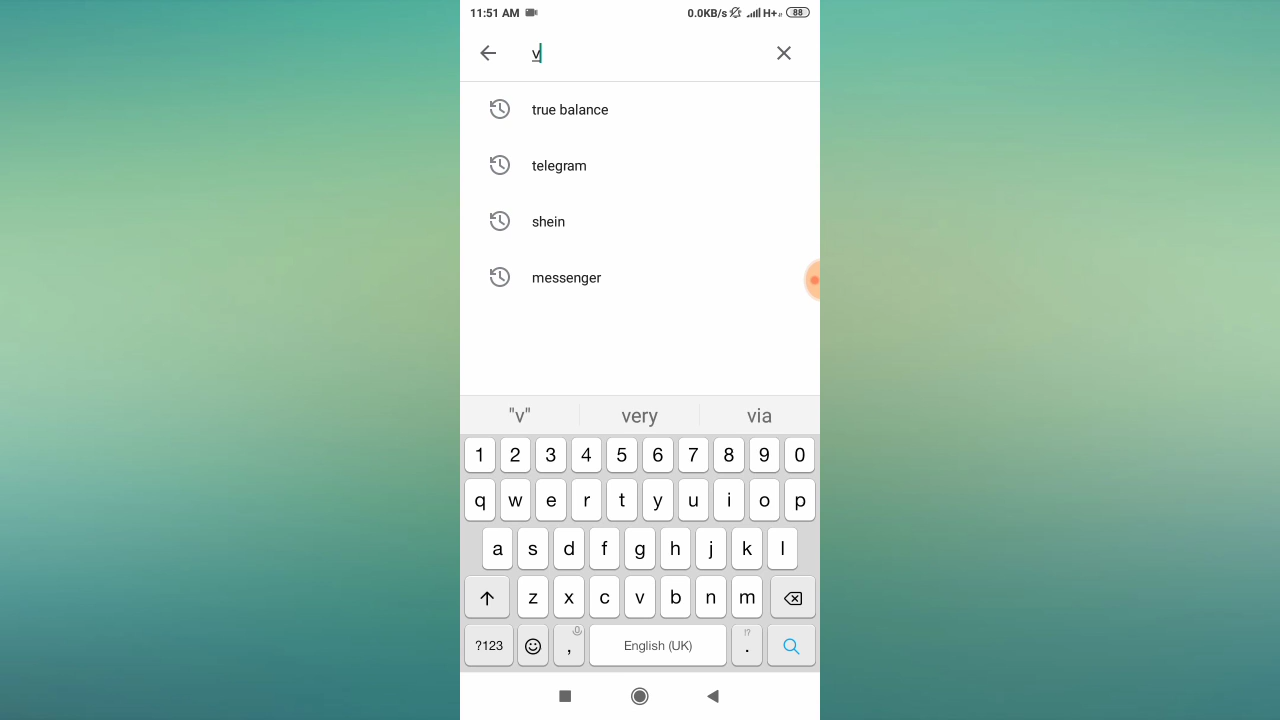 11:51 AM 0.0KB/s H+ 88
v
true balance
telegram
shein
messenger
"v" very via
1 2 3 4 5 6 7 8 9 0
q w e r t y u i o p
a s d f g h j k l
z x c v b n m
?123 , English (UK) !? .